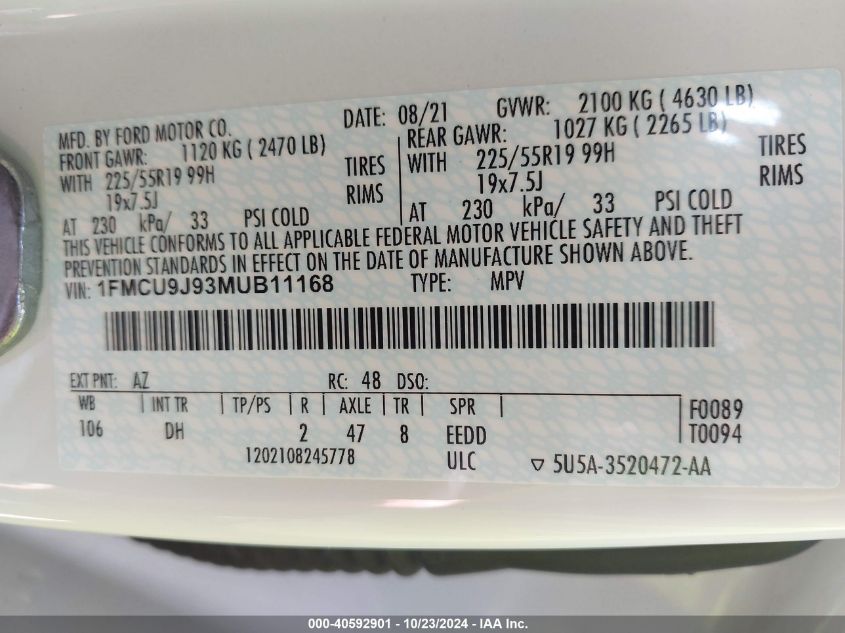 MFD. BY FORD MOTOR CO.
DATE: 08/21 GVWR: 2100 KG ( 4630 LB)
FRONT GAWR: 1120 KG ( 2470 LB)
WITH 225/55R19 99H TIRES
19x7.5J RIMS
AT 230 kPa/ 33 PSI COLD
REAR GAWR: 1027 KG ( 2265 LB)
WITH 225/55R19 99H TIRES
19x7.5J RIMS
AT 230 kPa/ 33 PSI COLD
THIS VEHICLE CONFORMS TO ALL APPLICABLE FEDERAL MOTOR VEHICLE SAFETY AND THEFT
PREVENTION STANDARDS IN EFFECT ON THE DATE OF MANUFACTURE SHOWN ABOVE.
VIN: 1FMCU9J93MUB11168 TYPE: MPV
EXT PNT: AZ RC: 48 DSO:
WB | INT TR | TP/PS | R | AXLE | TR | SPR | F0089
106 DH 2 47 8 EEDD T0094
1202108245778 ULC ▽ 5U5A-3520472-AA
000-40592901 - 10/23/2024 - IAA Inc.